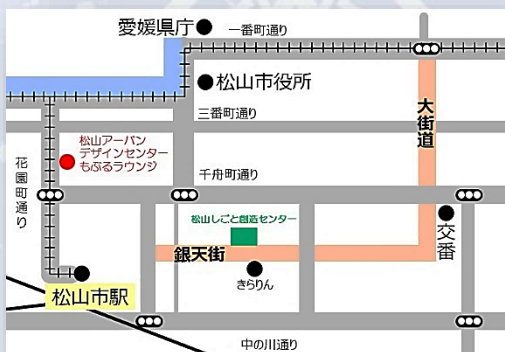 愛媛県庁
一番町通り
松山市役所
大街道
三番町通り
松山アーバン
デザインセンター
もぶるラウンジ
花園町通り
千舟町通り
松山しごと創造センター
交番
銀天街
きらりん
松山市駅
中の川通り